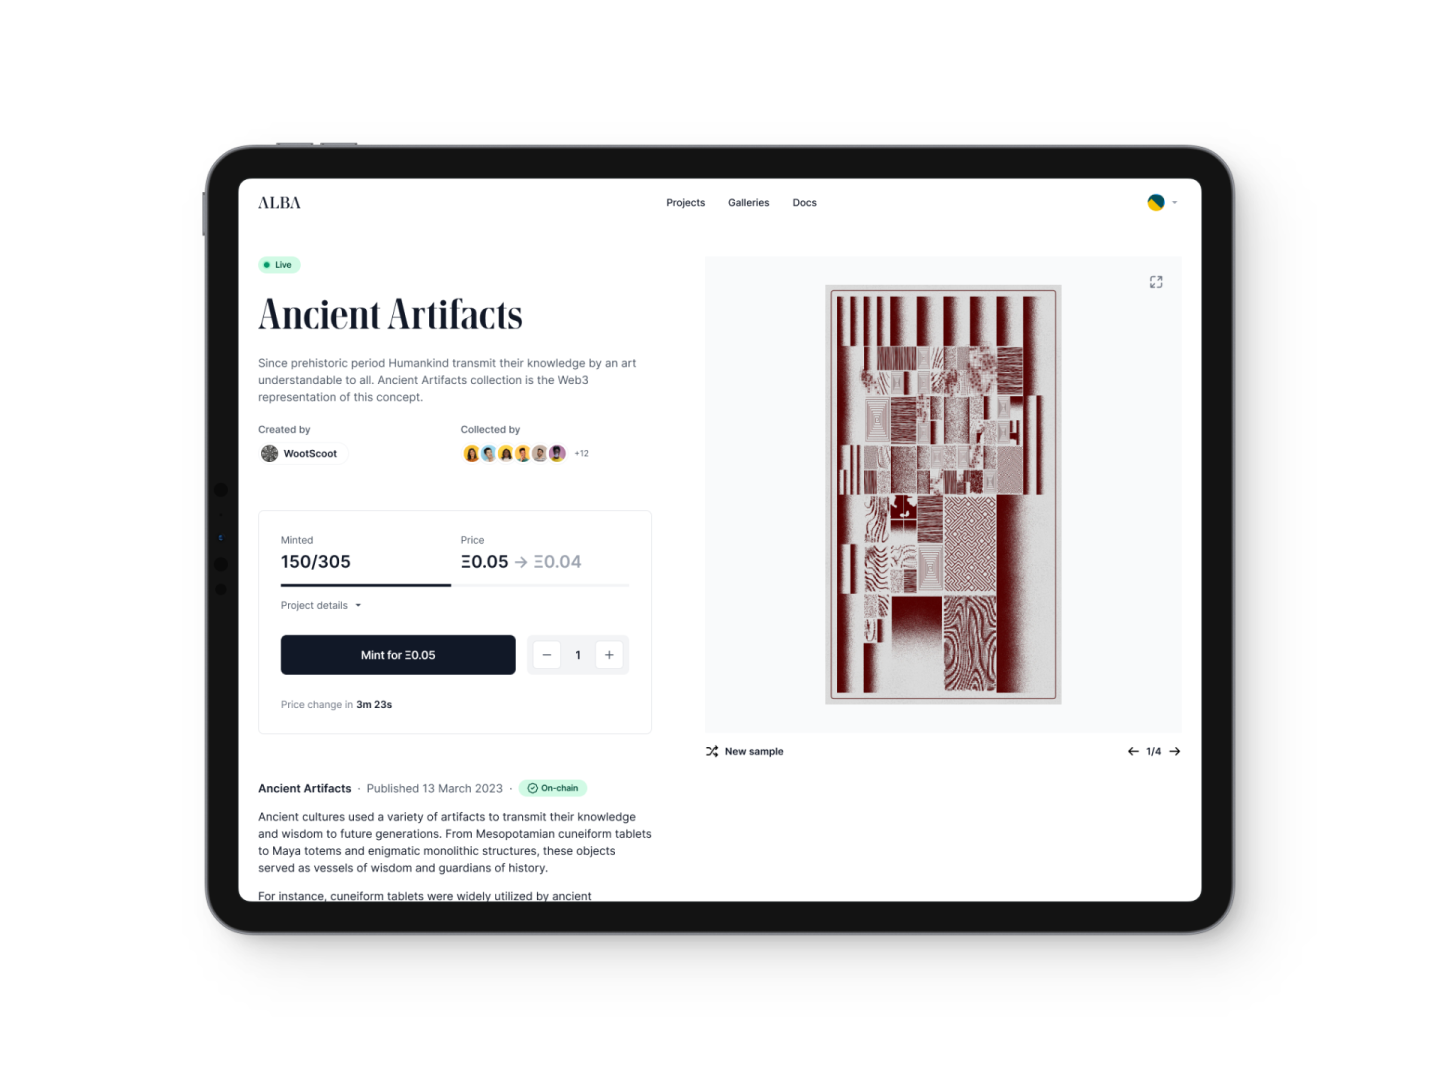 ALBA
Projects
Galleries
Docs
Live
Ancient Artifacts
Since prehistoric period Humankind transmit their knowledge by an art
understandable to all. Ancient Artifacts collection is the Web3
representation of this concept.
Created by
Collected by
WootScoot
+12
Minted
Price
150/305
Ξ0.05 → Ξ0.04
Project details
Mint for Ξ0.05
− 1 +
Price change in 3m 23s
New sample
← 1/4 →
Ancient Artifacts · Published 13 March 2023 · On-chain
Ancient cultures used a variety of artifacts to transmit their knowledge
and wisdom to future generations. From Mesopotamian cuneiform tablets
to Maya totems and enigmatic monolithic structures, these objects
served as vessels of wisdom and guardians of history.
For instance, cuneiform tablets were widely utilized by ancient